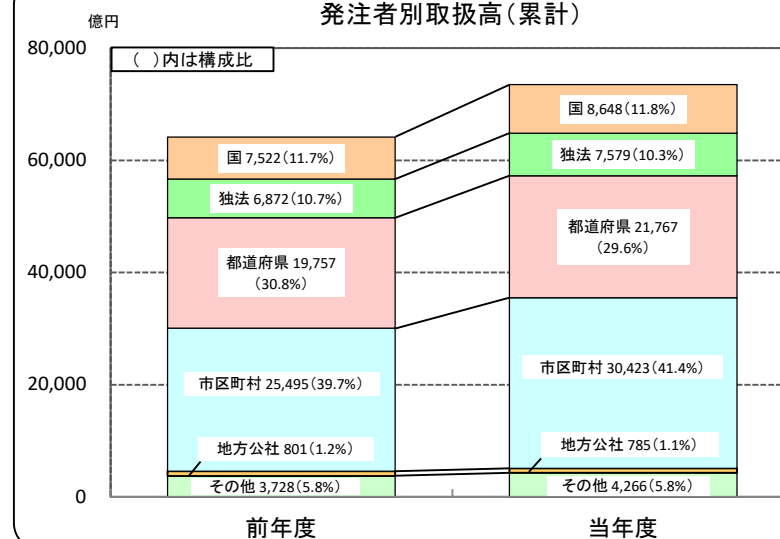 発注者別取扱高(累計)
億円
80,000
( )内は構成比
60,000
40,000
20,000
0
国 7,522(11.7%)
独法 6,872(10.7%)
都道府県 19,757
(30.8%)
市区町村 25,495(39.7%)
地方公社 801(1.2%)
その他 3,728(5.8%)
国 8,648(11.8%)
独法 7,579(10.3%)
都道府県 21,767
(29.6%)
市区町村 30,423(41.4%)
地方公社 785(1.1%)
その他 4,266(5.8%)
前年度
当年度